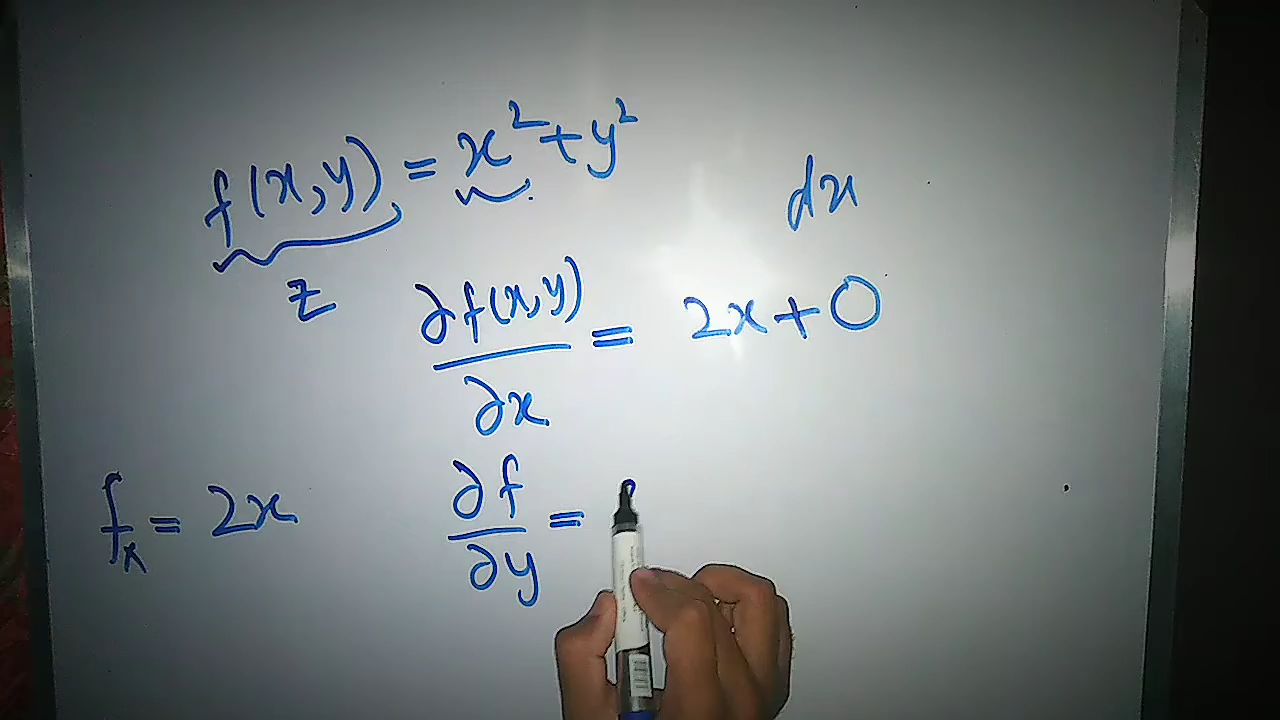 f(x,y) = x² + y²
dx
z
∂f(x,y)/∂x = 2x + 0
fₓ = 2x
∂f/∂y =